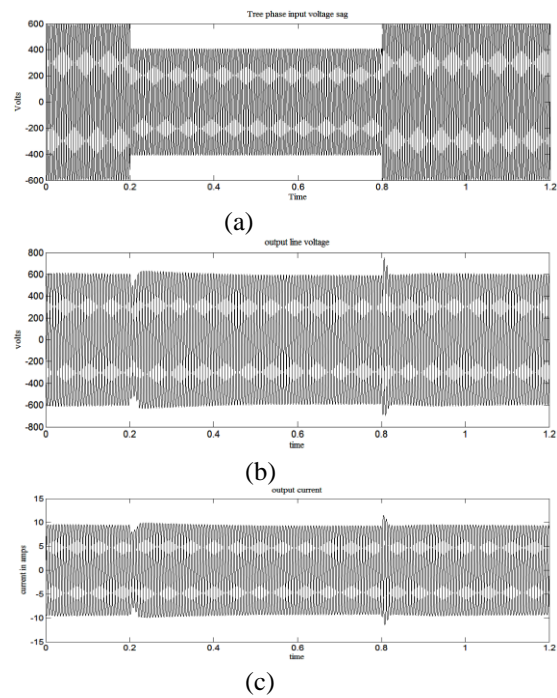 Tree phase input voltage sag
600
400
200
0
-200
-400
-600
Volts
0 0.2 0.4 0.6 0.8 1 1.2
Time
(a)
output line voltage
800
600
400
200
0
-200
-400
-600
-800
volts
0 0.2 0.4 0.6 0.8 1 1.2
time
(b)
output current
15
10
5
0
-5
-10
-15
current in amps
0 0.2 0.4 0.6 0.8 1 1.2
time
(c)